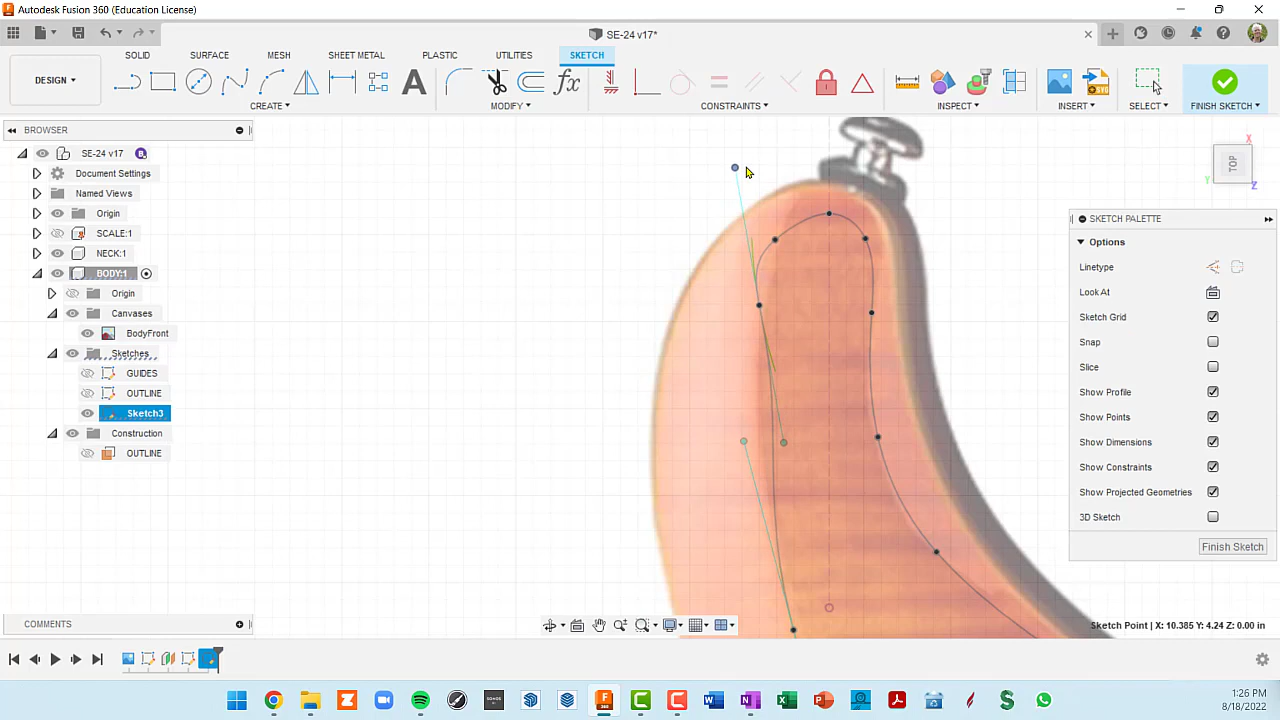 Autodesk Fusion 360 (Education License)
SE-24 v17*
DESIGN
SOLID
SURFACE
MESH
SHEET METAL
PLASTIC
UTILITIES
SKETCH
CREATE
MODIFY
CONSTRAINTS
INSPECT
INSERT
SELECT
FINISH SKETCH
BROWSER
SE-24 v17
Document Settings
Named Views
Origin
SCALE:1
NECK:1
BODY:1
Origin
Canvases
BodyFront
Sketches
GUIDES
OUTLINE
Sketch3
Construction
OUTLINE
COMMENTS
X
TOP
Y
Z
SKETCH PALETTE
Options
Linetype
Look At
Sketch Grid
Snap
Slice
Show Profile
Show Points
Show Dimensions
Show Constraints
Show Projected Geometries
3D Sketch
Finish Sketch
Sketch Point | X: 10.385 Y: 4.24 Z: 0.00 in
1:26 PM
8/18/2022